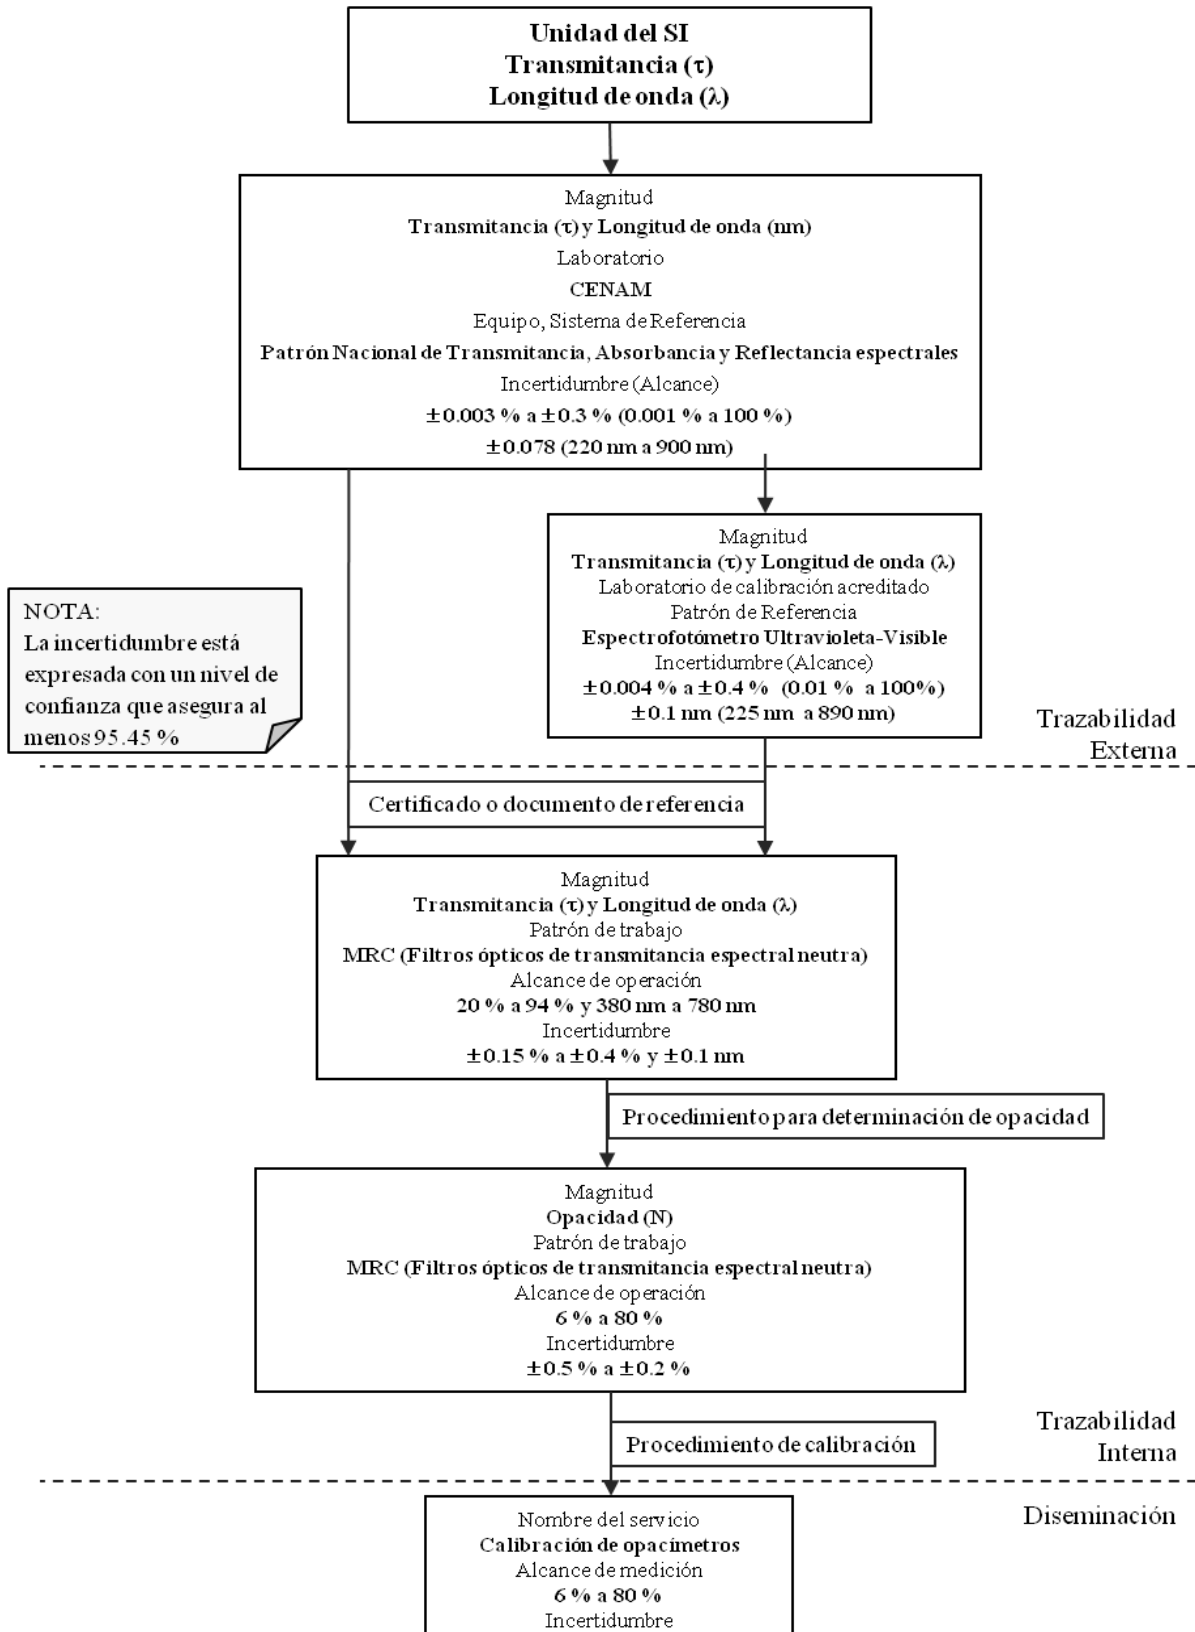 Unidad del SI
Transmitancia (τ)
Longitud de onda (λ)
Magnitud
Transmitancia (τ) y Longitud de onda (nm)
Laboratorio
CENAM
Equipo, Sistema de Referencia
Patrón Nacional de Transmitancia, Absorbancia y Reflectancia espectrales
Incertidumbre (Alcance)
±0.003 % a ±0.3 % (0.001 % a 100 %)
±0.078 (220 nm a 900 nm)
Magnitud
Transmitancia (τ) y Longitud de onda (λ)
Laboratorio de calibración acreditado
Patrón de Referencia
Espectrofotómetro Ultravioleta-Visible
Incertidumbre (Alcance)
±0.004 % a ±0.4 % (0.01 % a 100%)
±0.1 nm (225 nm a 890 nm)
NOTA:
La incertidumbre está
expresada con un nivel de
confianza que asegura al
menos 95.45 %
Trazabilidad
Externa
Certificado o documento de referencia
Magnitud
Transmitancia (τ) y Longitud de onda (λ)
Patrón de trabajo
MRC (Filtros ópticos de transmitancia espectral neutra)
Alcance de operación
20 % a 94 % y 380 nm a 780 nm
Incertidumbre
±0.15 % a ±0.4 % y ±0.1 nm
Procedimiento para determinación de opacidad
Magnitud
Opacidad (N)
Patrón de trabajo
MRC (Filtros ópticos de transmitancia espectral neutra)
Alcance de operación
6 % a 80 %
Incertidumbre
±0.5 % a ±0.2 %
Trazabilidad
Interna
Procedimiento de calibración
Diseminación
Nombre del servicio
Calibración de opacímetros
Alcance de medición
6 % a 80 %
Incertidumbre